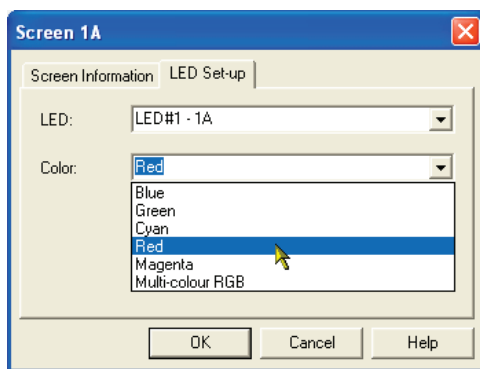 Screen 1A
Screen Information LED Set-up
LED: LED#1 - 1A
Color: Red
Blue
Green
Cyan
Red
Magenta
Multi-colour RGB
OK Cancel Help